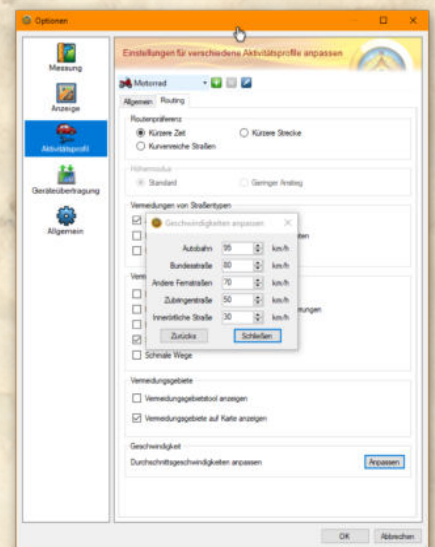 Optionen
Einstellungen für verschiedene Aktivitätsprofile anpassen
Messung
Anzeige
Aktivitätsprofil
Geräteübertragung
Allgemein
Motorrad
Allgemein Routing
Routenpräferenz
Kürzere Zeit Kürzere Strecke
Kurvenreiche Straßen
Höhenmodus
Standard Geringer Anstieg
Vermeidungen von Straßentypen
Geschwindigkeiten anpassen
Autobahn 95 km/h
Bundesstraße 80 km/h
Andere Fernstraßen 70 km/h
Zubringerstraße 50 km/h
Innerörtliche Straße 30 km/h
Zurücks Schließen
Schmale Wege
Vermeidungsgebiete
Vermeidungsgebietstool anzeigen
Vermeidungsgebiete auf Karte anzeigen
Geschwindigkeit
Durchschnittsgeschwindigkeiten anpassen Anpassen
OK Abbrechen